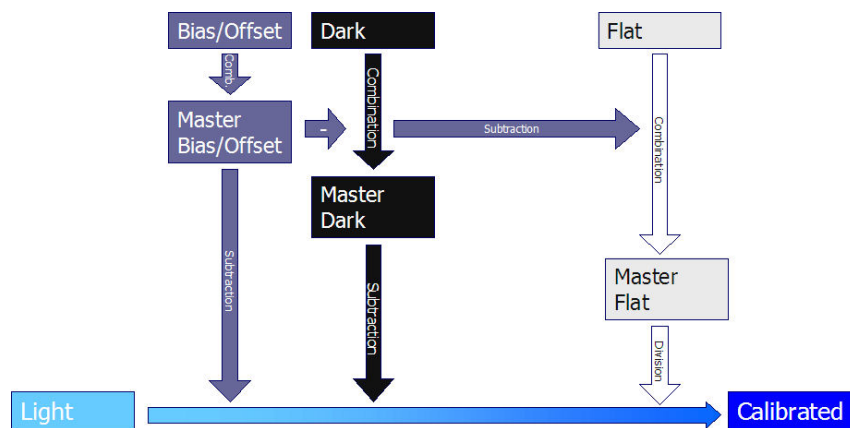 Bias/Offset
Dark
Flat
Comb.
Combination
Combination
Master
Bias/Offset
-
Subtraction
Master
Dark
Subtraction
Subtraction
Master
Flat
Division
Light
Calibrated